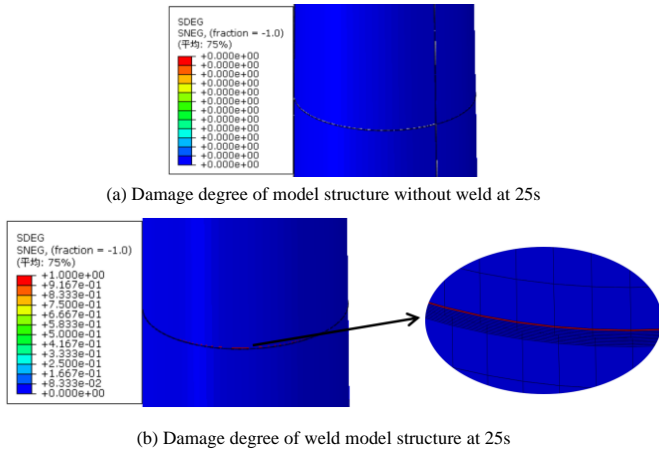 SDEG
SNEG, (fraction = -1.0)
(平均: 75%)
+0.000e+00
+0.000e+00
+0.000e+00
+0.000e+00
+0.000e+00
+0.000e+00
+0.000e+00
+0.000e+00
+0.000e+00
+0.000e+00
+0.000e+00
+0.000e+00
+0.000e+00
(a) Damage degree of model structure without weld at 25s
SDEG
SNEG, (fraction = -1.0)
(平均: 75%)
+1.000e+00
+9.167e-01
+8.333e-01
+7.500e-01
+6.667e-01
+5.833e-01
+5.000e-01
+4.167e-01
+3.333e-01
+2.500e-01
+1.667e-01
+8.333e-02
+0.000e+00
(b) Damage degree of weld model structure at 25s